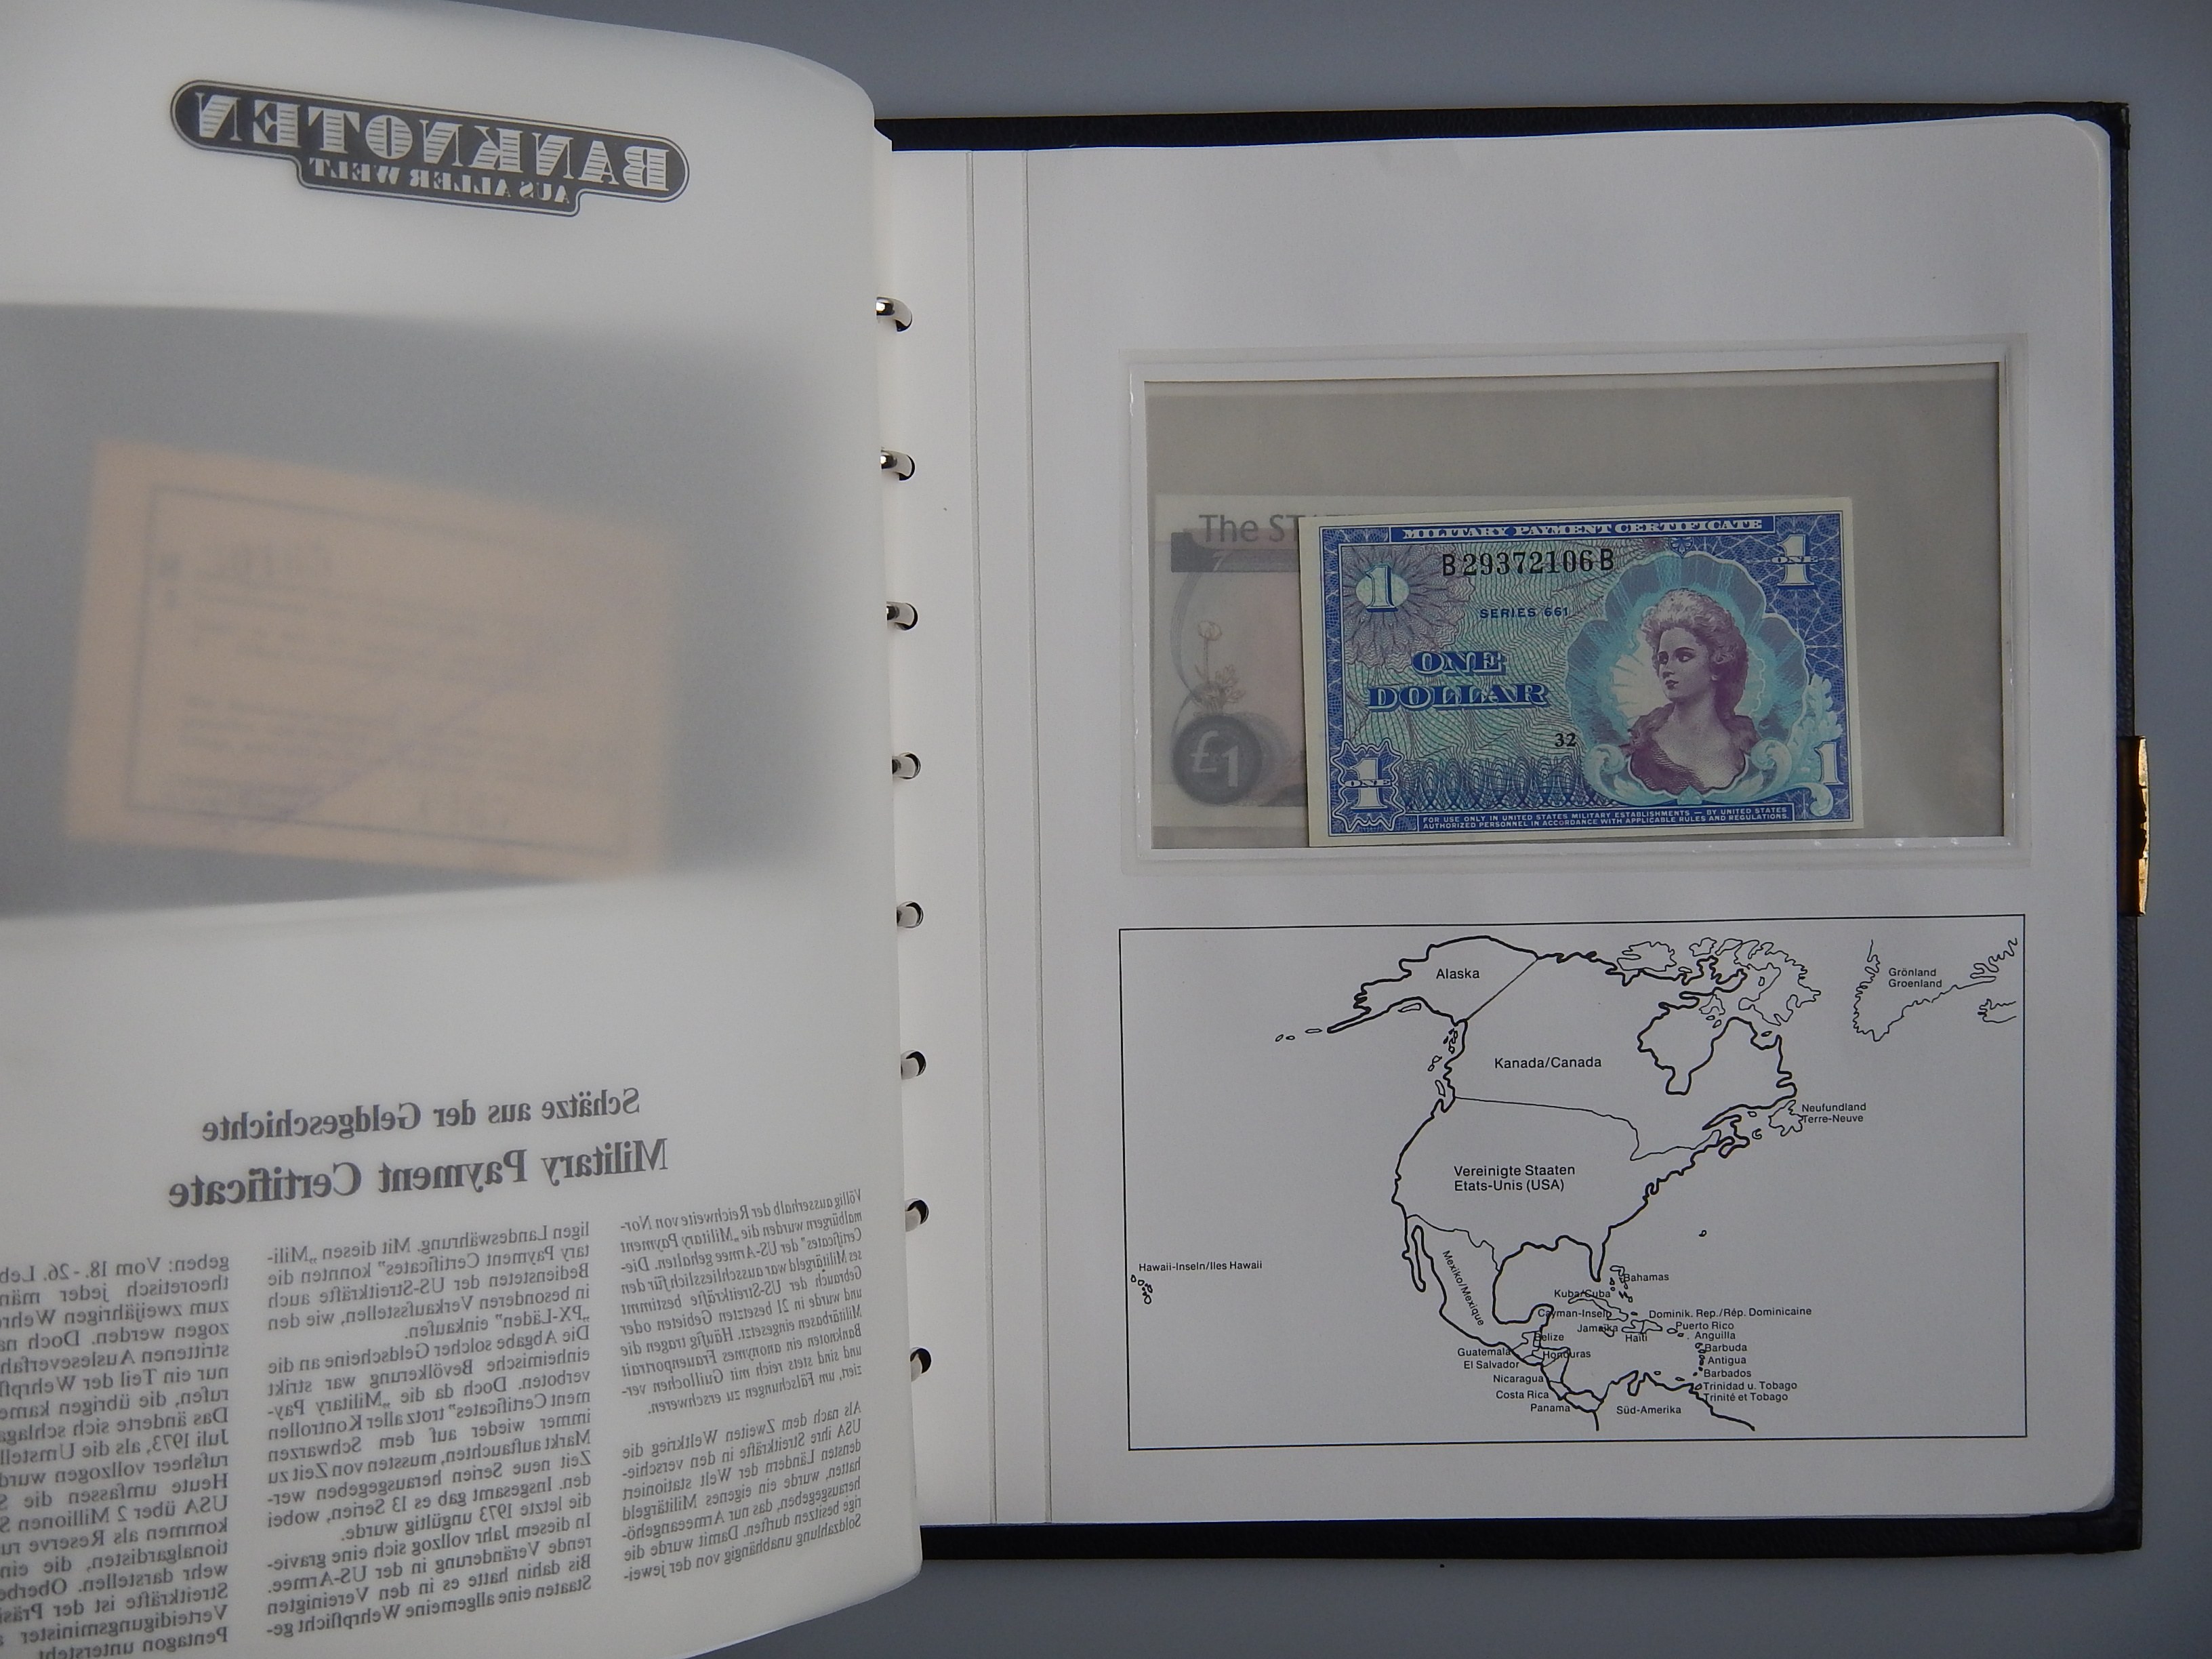 BANKNOTEN
AUS ALLER WELT
Schätze aus der Geldgeschichte
Military Payment Certificate
Völlig ausserhalb der Reichweite von Nor-
malbürgern wurden die „Military Payment
Certificates" der US-Armee gehalten. Die-
ses Militärgeld war ausschliesslich für den
Gebrauch der US-Streitkräfte bestimmt
und wurde in 21 besetzten Gebieten oder
Militärbasen eingesetzt. Häufig tragen die
Banknoten ein anonymes Frauenportrait
und sind stets reich mit Guillochen ver-
ziert, um Fälschungen zu erschweren.
Als nach dem Zweiten Weltkrieg die
USA ihre Streitkräfte in den verschie-
densten Ländern der Welt stationiert
hatten, wurde ein eigenes Militärgeld
herausgegeben, das nur Armeeangehö-
rige besitzen durften. Damit wurde die
Soldzahlung unabhängig von der jewei-
ligen Landeswährung. Mit diesen „Mili-
tary Payment Certificates" konnten die
Bediensteten der US-Streitkräfte auch
in besonderen Verkaufsstellen, wie den
„PX-Läden" einkaufen.
Die Abgabe solcher Geldscheine an die
einheimische Bevölkerung war strikt
verboten. Doch da die „Military Pay-
ment Certificates" trotz aller Kontrollen
immer wieder auf dem Schwarzen
Markt auftauchten, mussten von Zeit zu
Zeit neue Serien herausgegeben wer-
den. Insgesamt gab es 13 Serien, wobei
die letzte 1973 ungültig wurde.
In diesem Jahr vollzog sich eine gravie-
rende Veränderung in der US-Armee.
Bis dahin hatte es in den Vereinigten
Staaten eine allgemeine Wehrpflicht ge-
geben: Vom 18. - 26. Leb
theoretisch jeder män
zum zweijährigen Wehr
zogen werden. Doch na
strittenen Ausleseverfah
nur ein Teil der Wehrpf
rufen, die übrigen kame
Das änderte sich schlaga
Juli 1973, als die Umstell
rufsheer vollzogen wurd
Heute umfassen die S
USA über 2 Millionen S
kommen als Reserve ru
tionalgardisten, die ein
wehr darstellen. Oberbe
Streitkräfte ist der Präsi
Verteidigungsminister
Pentagon untersteht
The ST
£1
MILITARY PAYMENT CERTIFICATE
B29372106B
1
1
ONE
SERIES 661
ONE
DOLLAR
32
1
ONE
1
FOR USE ONLY IN UNITED STATES MILITARY ESTABLISHMENTS — BY UNITED STATES
AUTHORIZED PERSONNEL IN ACCORDANCE WITH APPLICABLE RULES AND REGULATIONS.
Alaska
Grönland
Groenland
Kanada/Canada
Neufundland
Terre-Neuve
Vereinigte Staaten
Etats-Unis (USA)
Hawaii-Inseln/Iles Hawaii
Mexiko/Mexique
Bahamas
Kuba/Cuba
Cayman-Inseln
Dominik. Rep./Rép. Dominicaine
Jamaika
Haiti
Puerto Rico
Anguilla
Belize
Barbuda
Guatemala
Honduras
Antigua
El Salvador
Barbados
Nicaragua
Trinidad u. Tobago
Trinité et Tobago
Costa Rica
Panama
Süd-Amerika